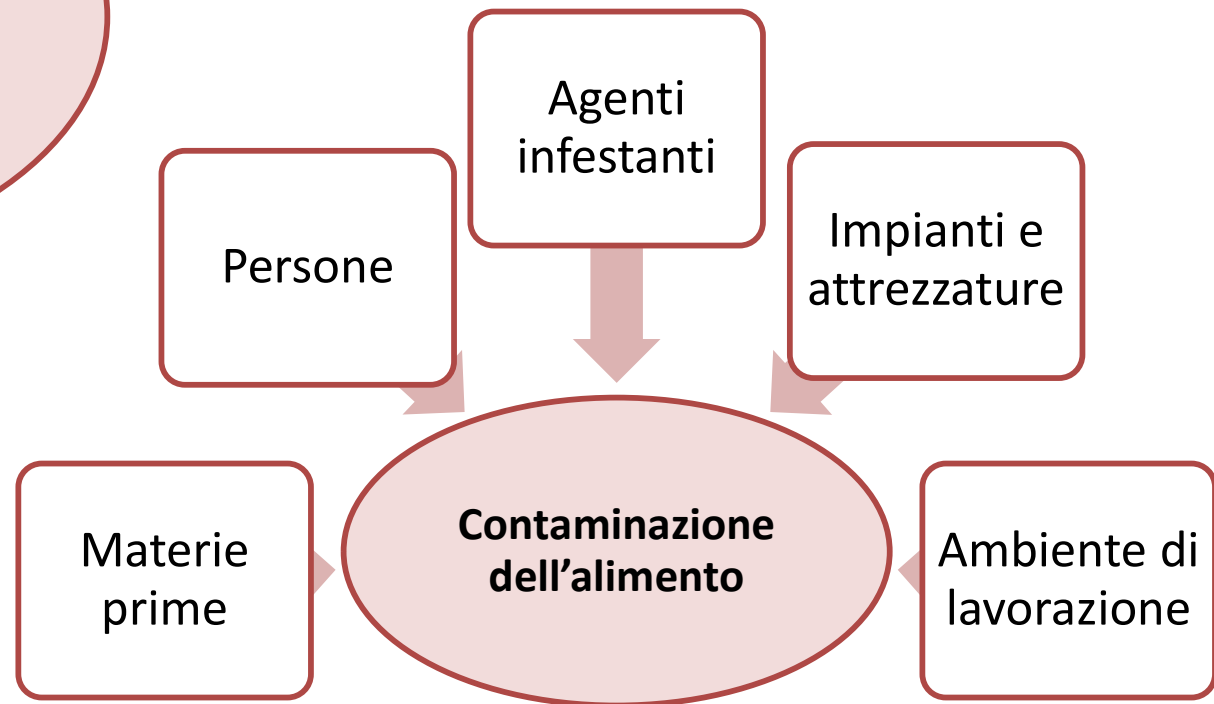 Agenti
infestanti
Persone
Impianti e
attrezzature
Materie
prime
Contaminazione
dell’alimento
Ambiente di
lavorazione